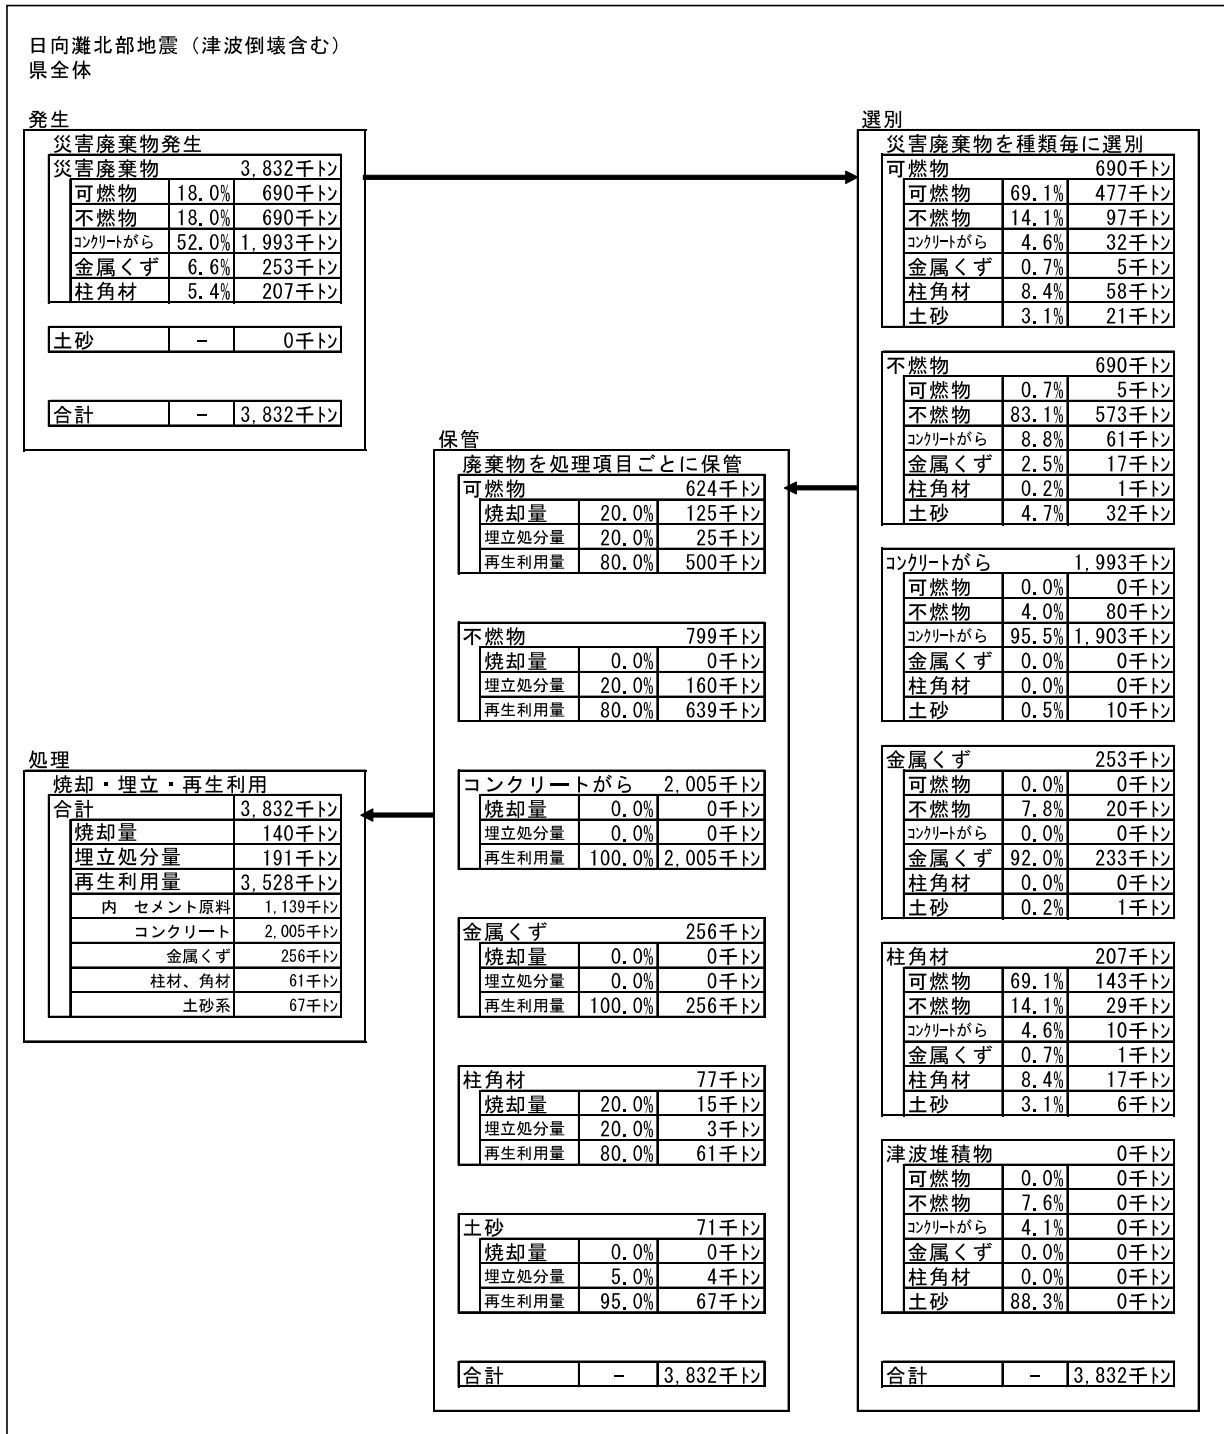 日向灘北部地震（津波倒壊含む）
県全体
発生
災害廃棄物発生
災害廃棄物 3,832千トン
可燃物 18.0% 690千トン
不燃物 18.0% 690千トン
コンクリートがら 52.0% 1,993千トン
金属くず 6.6% 253千トン
柱角材 5.4% 207千トン
土砂 － 0千トン
合計 － 3,832千トン
選別
災害廃棄物を種類毎に選別
可燃物 690千トン
可燃物 69.1% 477千トン
不燃物 14.1% 97千トン
コンクリートがら 4.6% 32千トン
金属くず 0.7% 5千トン
柱角材 8.4% 58千トン
土砂 3.1% 21千トン
不燃物 690千トン
可燃物 0.7% 5千トン
不燃物 83.1% 573千トン
コンクリートがら 8.8% 61千トン
金属くず 2.5% 17千トン
柱角材 0.2% 1千トン
土砂 4.7% 32千トン
コンクリートがら 1,993千トン
可燃物 0.0% 0千トン
不燃物 4.0% 80千トン
コンクリートがら 95.5% 1,903千トン
金属くず 0.0% 0千トン
柱角材 0.0% 0千トン
土砂 0.5% 10千トン
金属くず 253千トン
可燃物 0.0% 0千トン
不燃物 7.8% 20千トン
コンクリートがら 0.0% 0千トン
金属くず 92.0% 233千トン
柱角材 0.0% 0千トン
土砂 0.2% 1千トン
柱角材 207千トン
可燃物 69.1% 143千トン
不燃物 14.1% 29千トン
コンクリートがら 4.6% 10千トン
金属くず 0.7% 1千トン
柱角材 8.4% 17千トン
土砂 3.1% 6千トン
津波堆積物 0千トン
可燃物 0.0% 0千トン
不燃物 7.6% 0千トン
コンクリートがら 4.1% 0千トン
金属くず 0.0% 0千トン
柱角材 0.0% 0千トン
土砂 88.3% 0千トン
合計 － 3,832千トン
保管
廃棄物を処理項目ごとに保管
可燃物 624千トン
焼却量 20.0% 125千トン
埋立処分量 20.0% 25千トン
再生利用量 80.0% 500千トン
不燃物 799千トン
焼却量 0.0% 0千トン
埋立処分量 20.0% 160千トン
再生利用量 80.0% 639千トン
コンクリートがら 2,005千トン
焼却量 0.0% 0千トン
埋立処分量 0.0% 0千トン
再生利用量 100.0% 2,005千トン
金属くず 256千トン
焼却量 0.0% 0千トン
埋立処分量 0.0% 0千トン
再生利用量 100.0% 256千トン
柱角材 77千トン
焼却量 20.0% 15千トン
埋立処分量 20.0% 3千トン
再生利用量 80.0% 61千トン
土砂 71千トン
焼却量 0.0% 0千トン
埋立処分量 5.0% 4千トン
再生利用量 95.0% 67千トン
合計 － 3,832千トン
処理
焼却・埋立・再生利用
合計 3,832千トン
焼却量 140千トン
埋立処分量 191千トン
再生利用量 3,528千トン
内 セメント原料 1,139千トン
コンクリート 2,005千トン
金属くず 256千トン
柱材、角材 61千トン
土砂系 67千トン